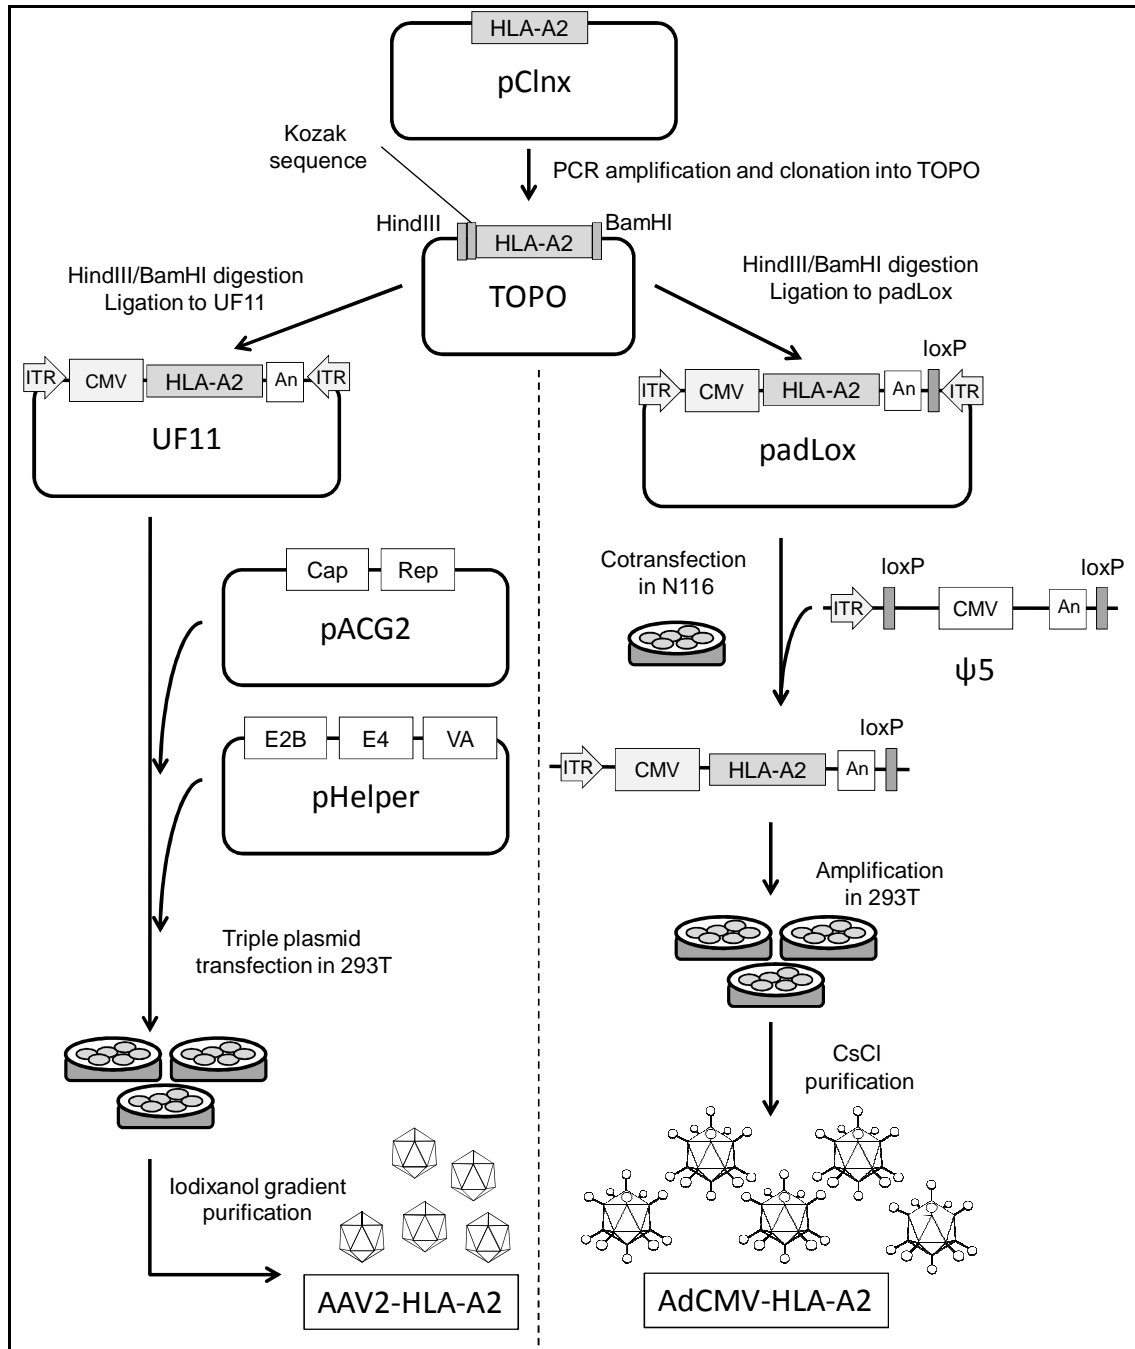 HLA-A2
pClnx
Kozak
sequence
PCR amplification and clonation into TOPO
HindIII
HLA-A2
BamHI
TOPO
HindIII/BamHI digestion
Ligation to UF11
HindIII/BamHI digestion
Ligation to padLox
ITR
CMV
HLA-A2
An
ITR
UF11
loxP
ITR
CMV
HLA-A2
An
ITR
padLox
Cap
Rep
pACG2
E2B
E4
VA
pHelper
Triple plasmid
transfection in 293T
Iodixanol gradient
purification
AAV2-HLA-A2
Cotransfection
in N116
loxP
loxP
ITR
CMV
An
ψ5
loxP
ITR
CMV
HLA-A2
An
Amplification
in 293T
CsCl
purification
AdCMV-HLA-A2